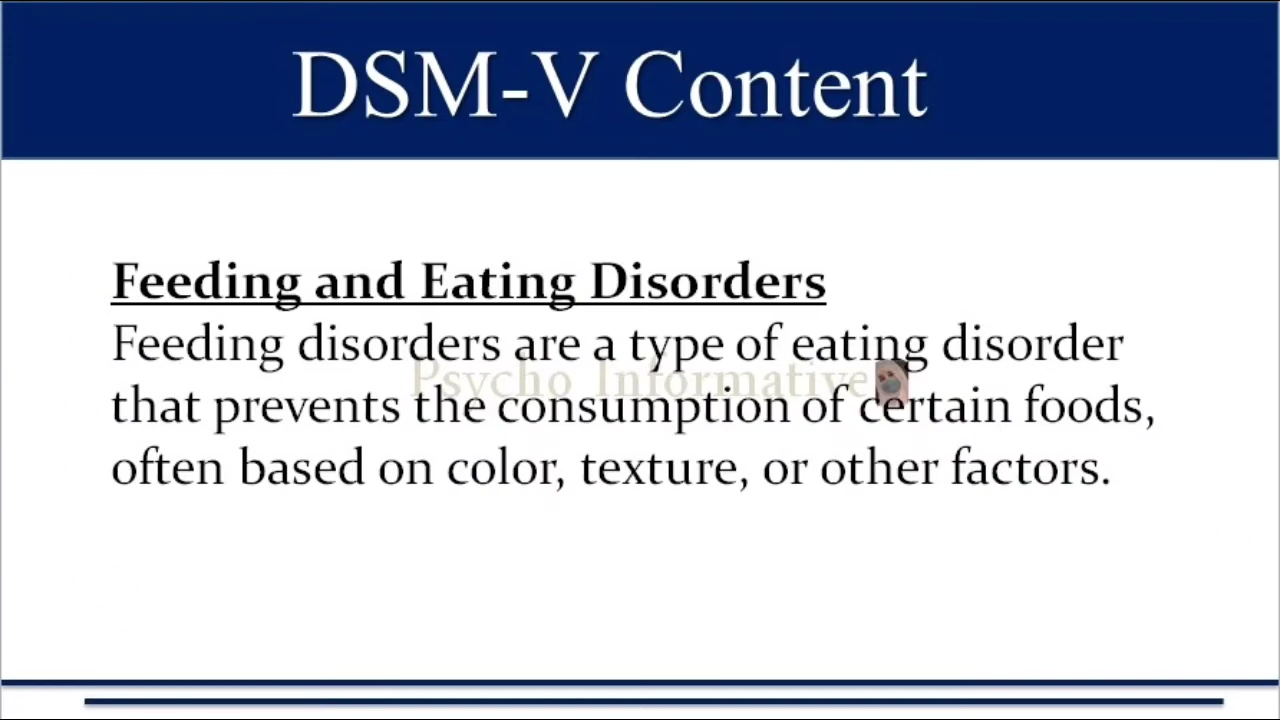 DSM-V Content
Feeding and Eating Disorders
Feeding disorders are a type of eating disorder
Psycho Informative
that prevents the consumption of certain foods,
often based on color, texture, or other factors.